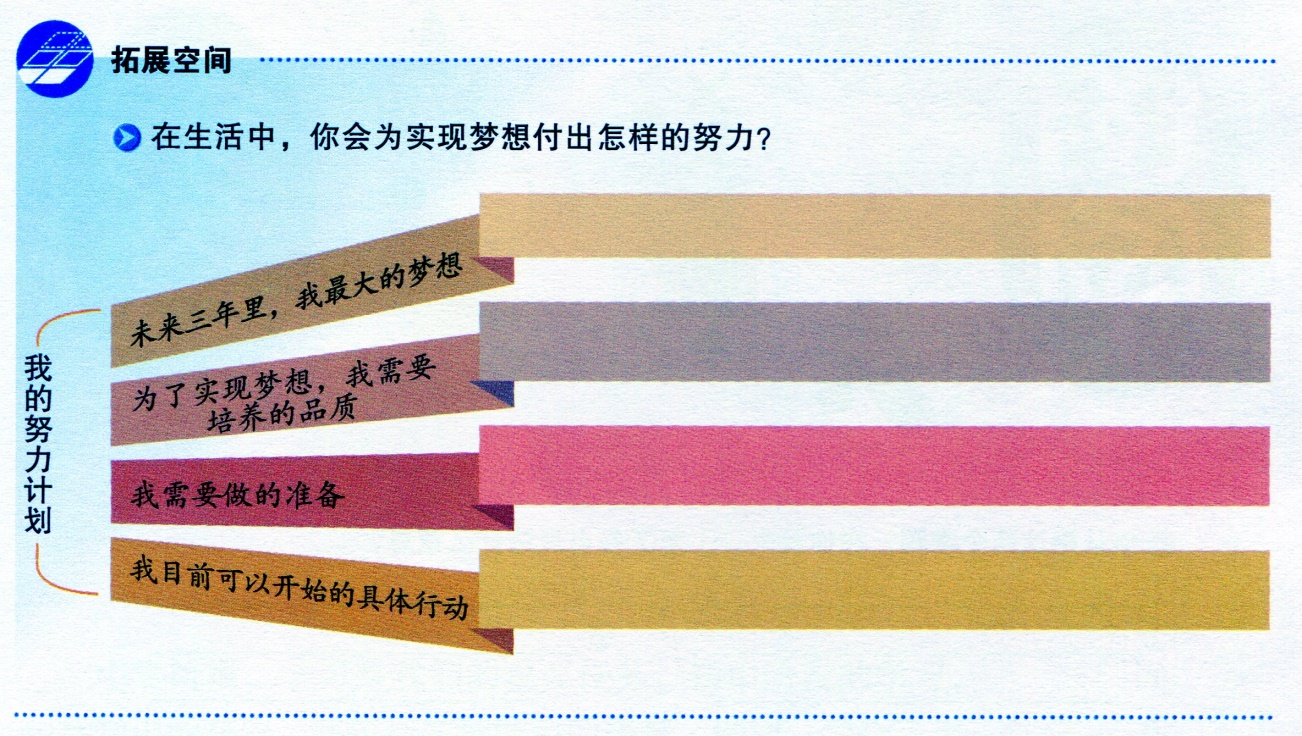 拓展空间
在生活中，你会为实现梦想付出怎样的努力?
我的努力计划
未来三年里，我最大的梦想
为了实现梦想，我需要
培养的品质
我需要做的准备
我目前可以开始的具体行动